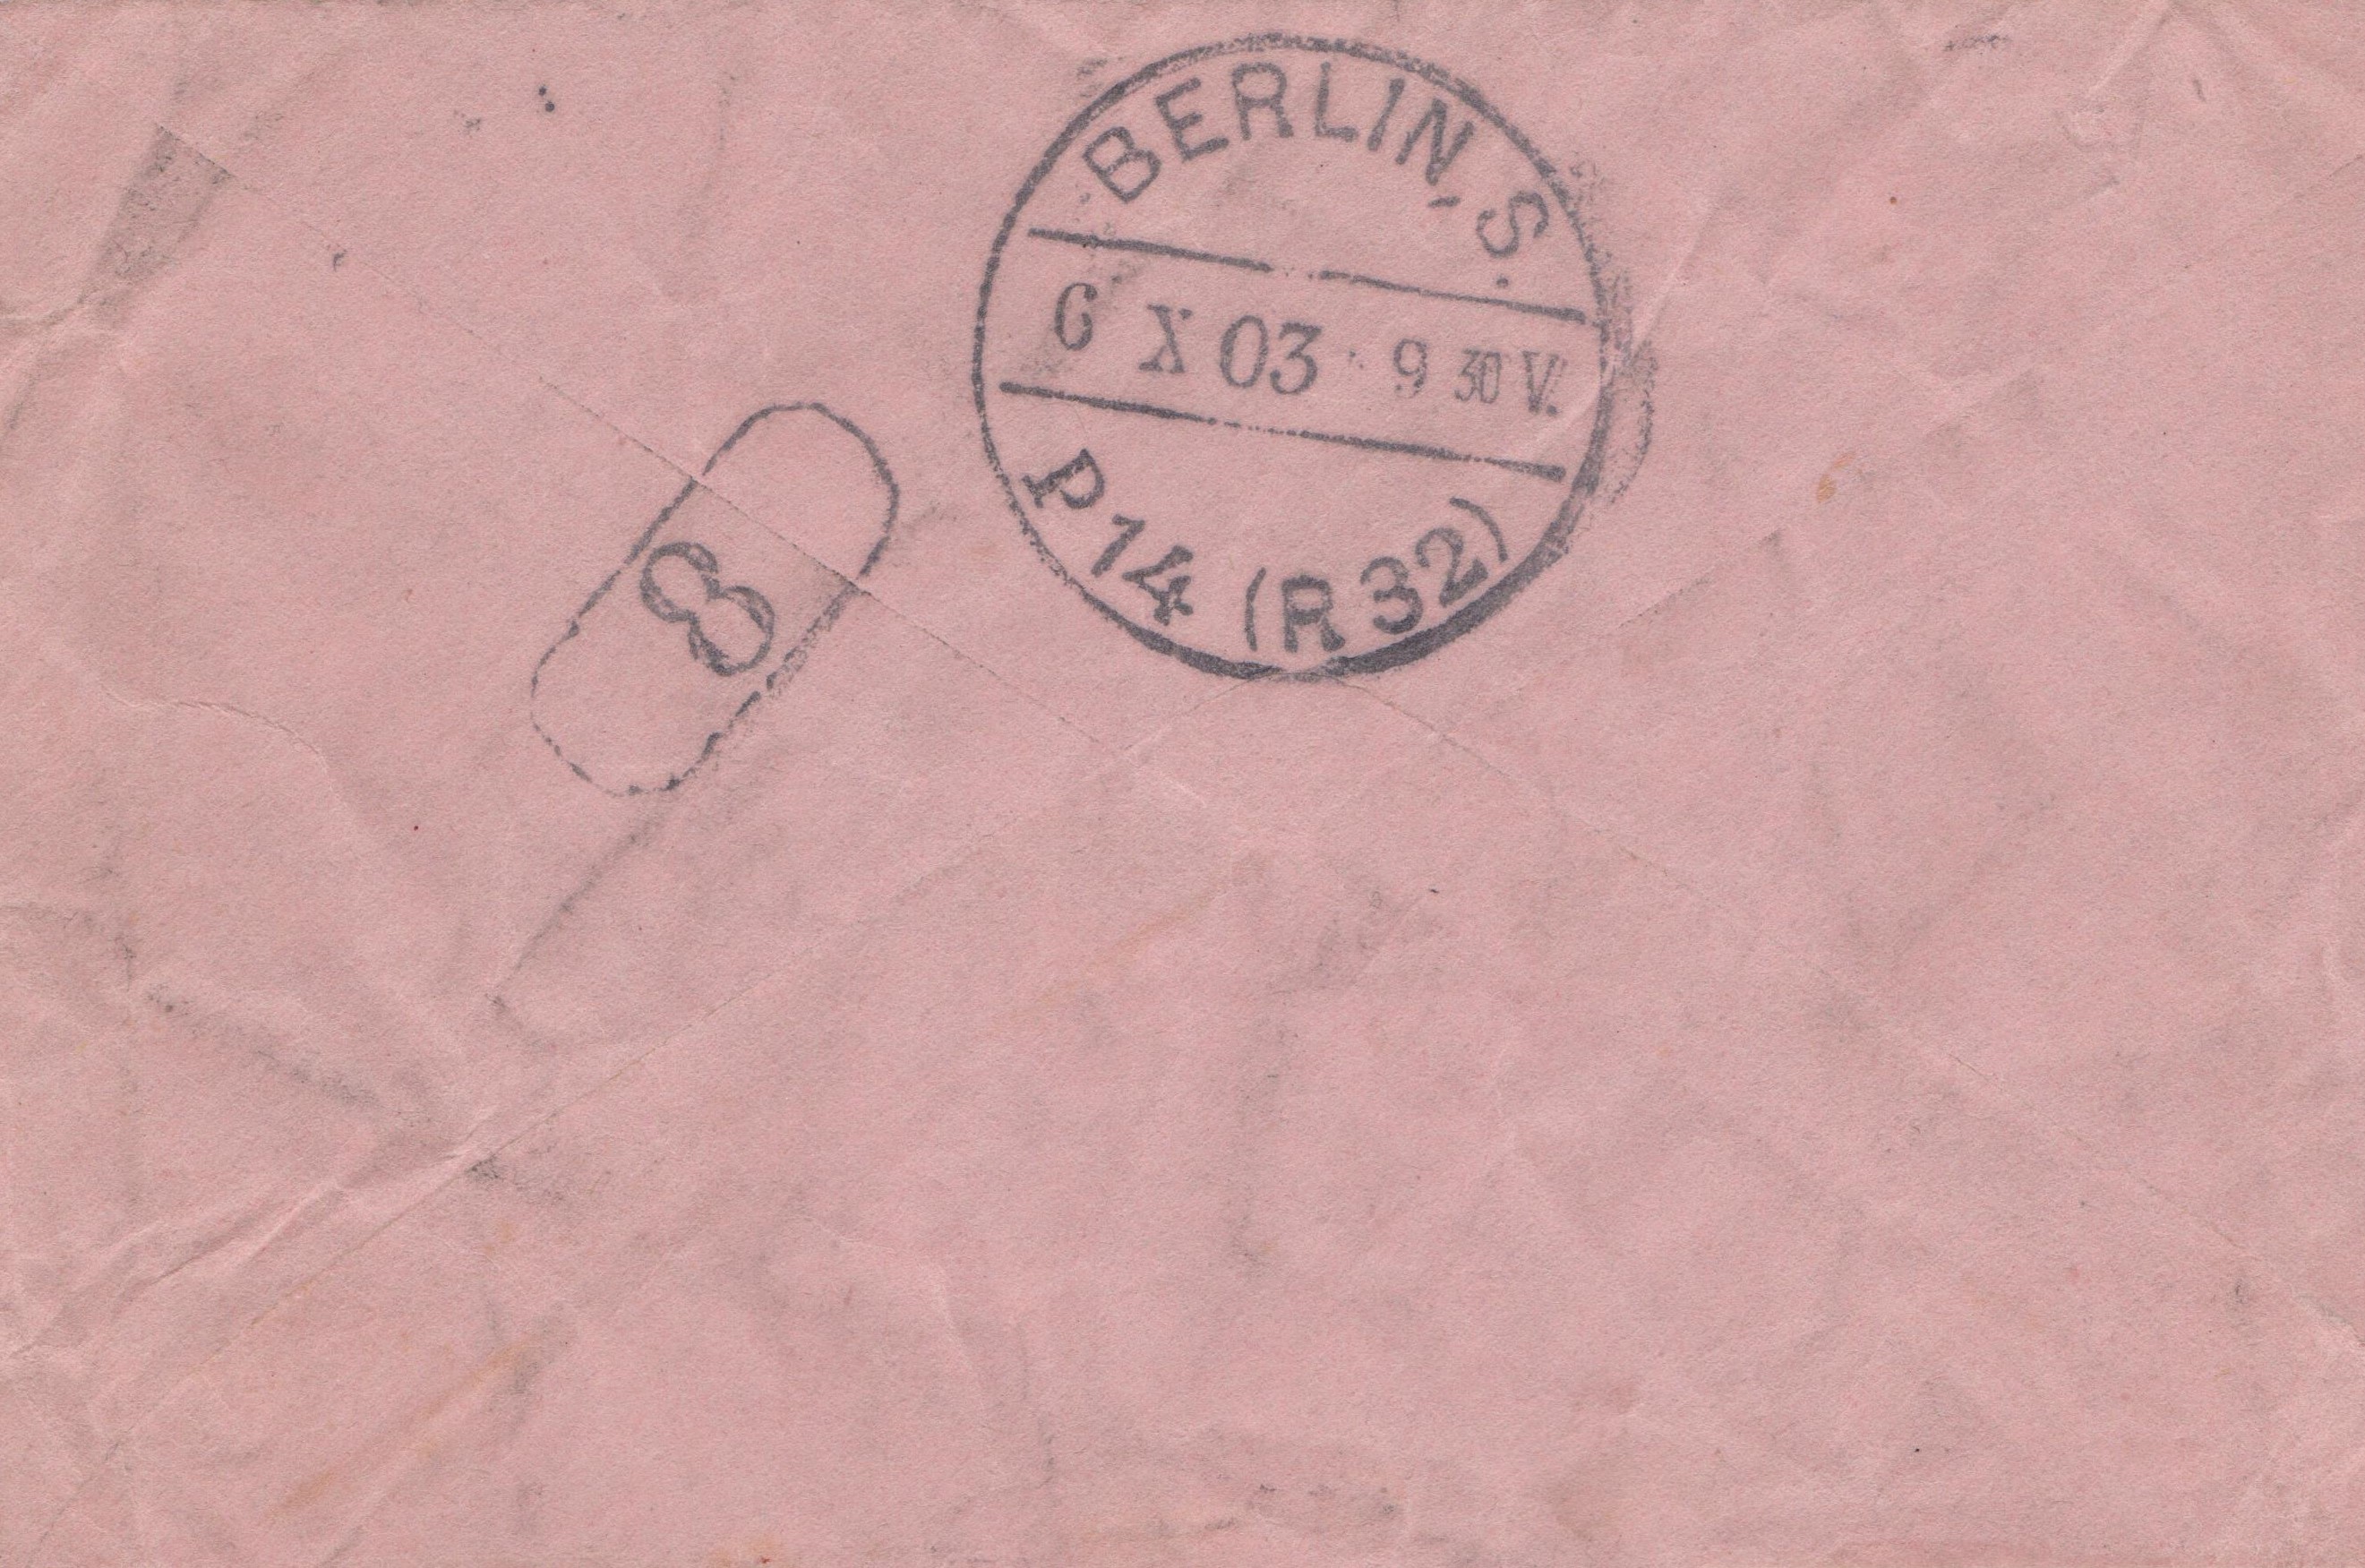 BERLIN, S.
6 X 03 9 30 V.
P 14 (R 32)
8